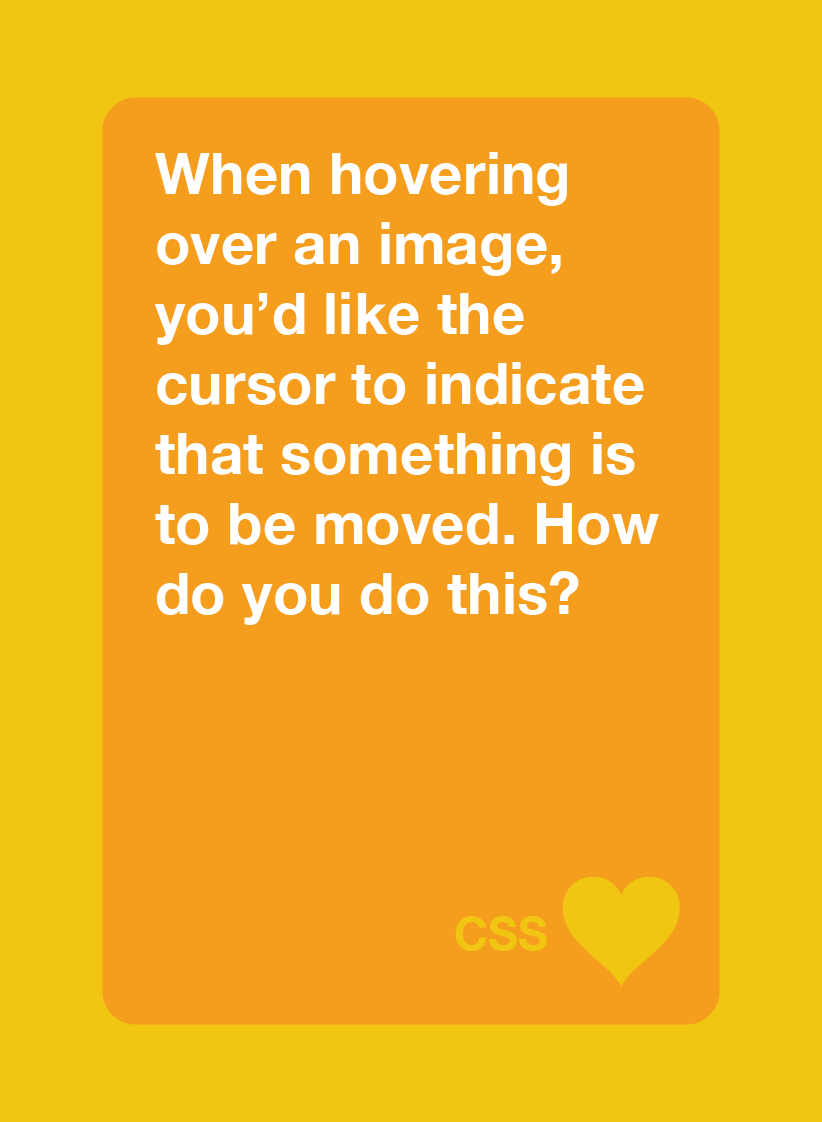 When hovering
over an image,
you’d like the
cursor to indicate
that something is
to be moved. How
do you do this?
CSS